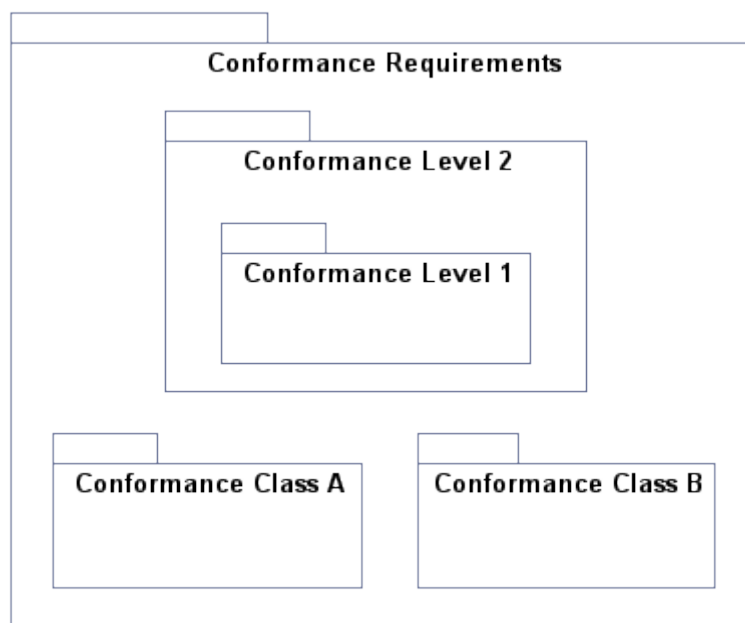 Conformance Requirements
Conformance Level 2
Conformance Level 1
Conformance Class A
Conformance Class B